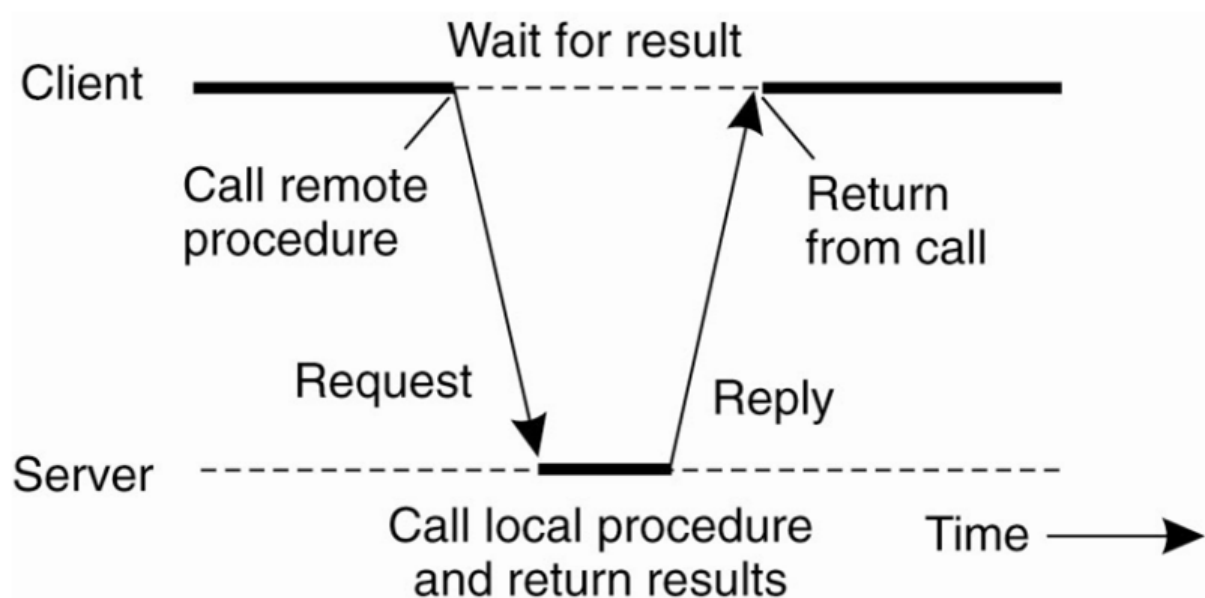 Wait for result
Client
Call remote
procedure
Return
from call
Request
Reply
Server
Call local procedure
and return results
Time